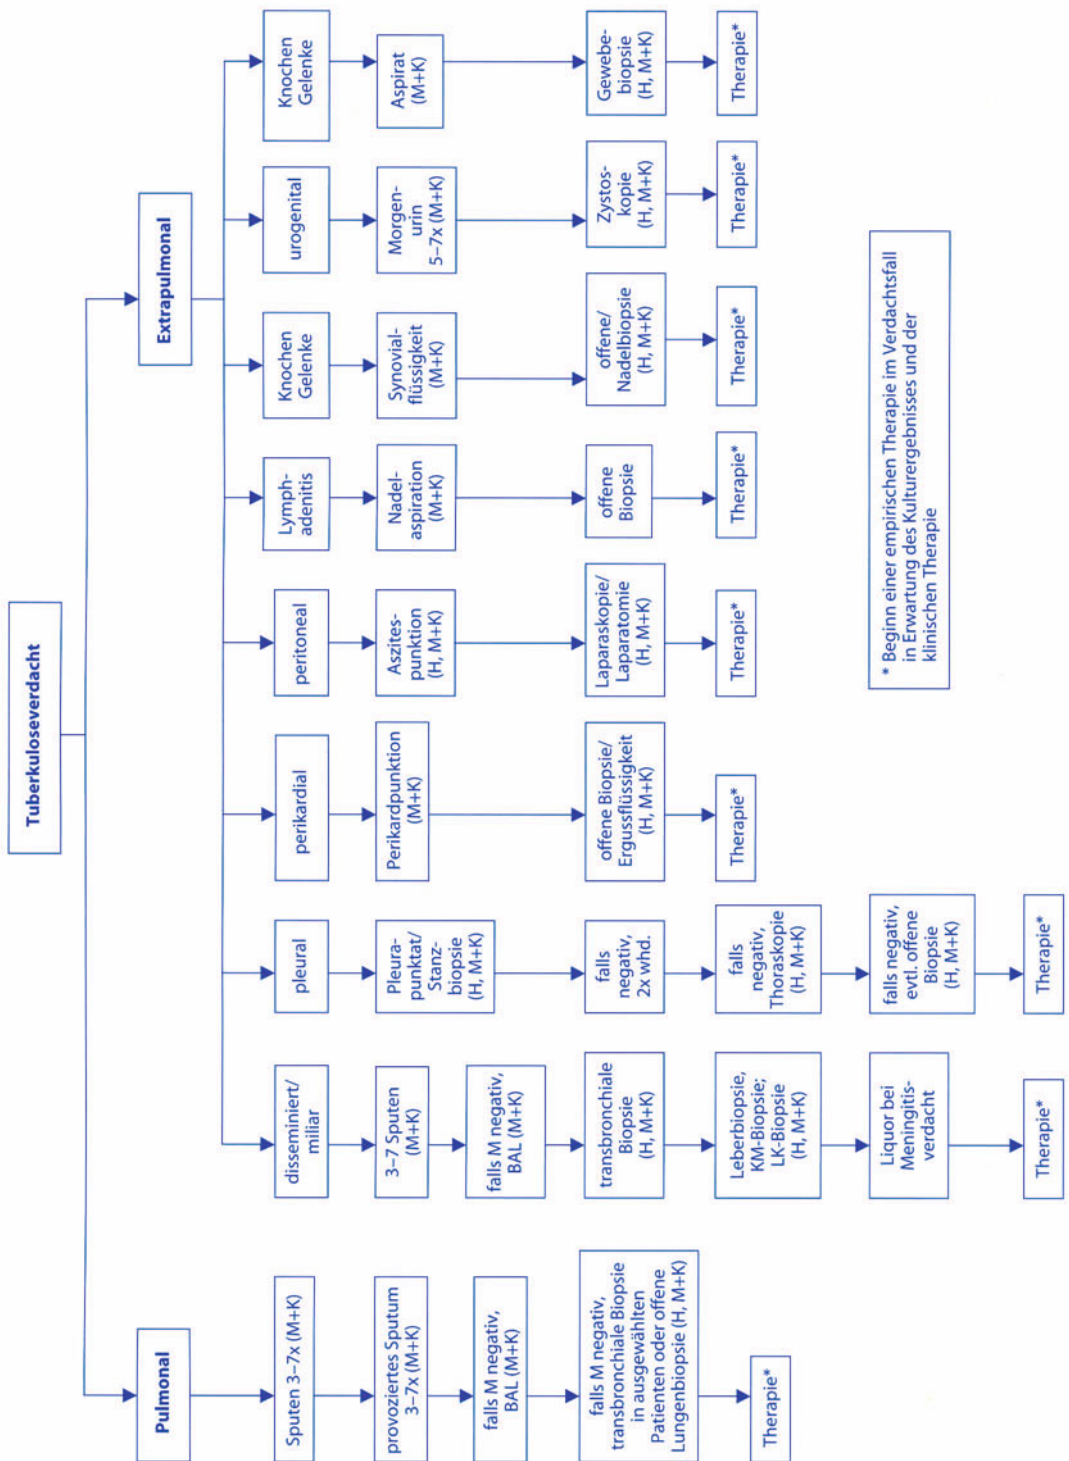 Tuberkuloseverdacht
Pulmonal
Sputen 3–7x (M+K)
provoziertes Sputum
3–7x (M+K)
falls M negativ,
BAL (M+K)
falls M negativ,
transbronchiale Biopsie
in ausgewählten
Patienten oder offene
Lungenbiopsie (H, M+K)
Therapie*
Extrapulmonal
disseminiert/
miliar
3–7 Sputen
(M+K)
falls M negativ,
BAL (M+K)
transbronchiale
Biopsie
(H, M+K)
Leberbiopsie,
KM-Biopsie;
LK-Biopsie
(H, M+K)
Liquor bei
Meningitis-
verdacht
Therapie*
pleural
Pleura-
punktat/
Stanz-
biopsie
(H, M+K)
falls
negativ,
2x whd.
falls
negativ,
Thoraskopie
(H, M+K)
falls negativ,
evtl. offene
Biopsie
(H, M+K)
Therapie*
perikardial
Perikardpunktion
(M+K)
offene Biopsie/
Ergussflüssigkeit
(H, M+K)
Therapie*
peritoneal
Aszites-
punktion
(H, M+K)
Laparaskopie/
Laparatomie
(H, M+K)
Therapie*
Lymph-
adenitis
Nadel-
aspiration
(M+K)
offene
Biopsie
Therapie*
Knochen
Gelenke
Synovial-
flüssigkeit
(M+K)
offene/
Nadelbiopsie
(H, M+K)
Therapie*
urogenital
Morgen-
urin
5–7x (M+K)
Zystos-
kopie
(H, M+K)
Therapie*
Knochen
Gelenke
Aspirat
(M+K)
Gewebe-
biopsie
(H, M+K)
Therapie*
* Beginn einer empirischen Therapie im Verdachtsfall
in Erwartung des Kulturergebnisses und der
klinischen Therapie